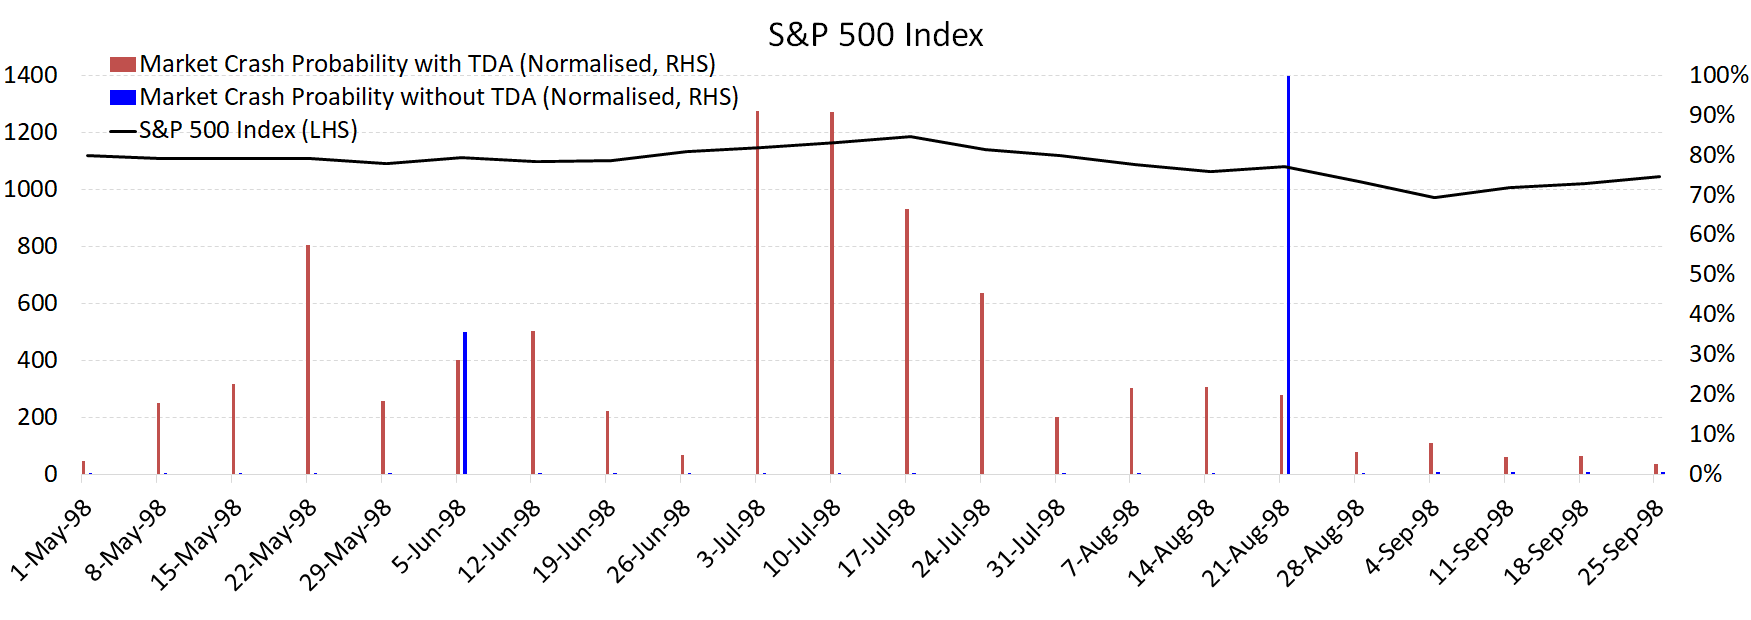 S&P 500 Index
Market Crash Probability with TDA (Normalised, RHS)
Market Crash Proability without TDA (Normalised, RHS)
S&P 500 Index (LHS)
1400
1200
1000
800
600
400
200
0
100%
90%
80%
70%
60%
50%
40%
30%
20%
10%
0%
1-May-98
8-May-98
15-May-98
22-May-98
29-May-98
5-Jun-98
12-Jun-98
19-Jun-98
26-Jun-98
3-Jul-98
10-Jul-98
17-Jul-98
24-Jul-98
31-Jul-98
7-Aug-98
14-Aug-98
21-Aug-98
28-Aug-98
4-Sep-98
11-Sep-98
18-Sep-98
25-Sep-98